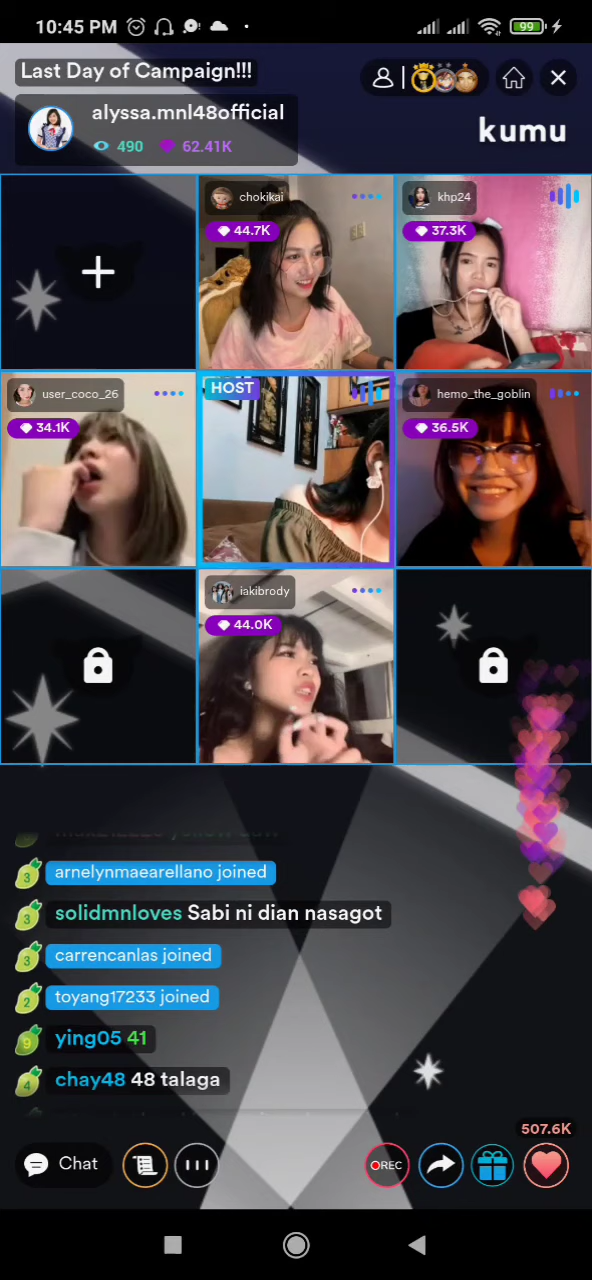 10:45 PM
99
Last Day of Campaign!!!
alyssa.mnl48official
490 62.41K
kumu
chokikai
44.7K
khp24
37.3K
user_coco_26
34.1K
HOST
hemo_the_goblin
36.5K
iakibrody
44.0K
3 arnelynmaearellano joined
3 solidmnloves Sabi ni dian nasagot
3 carrencanlas joined
2 toyang17233 joined
9 ying05 41
4 chay48 48 talaga
507.6K
Chat
REC